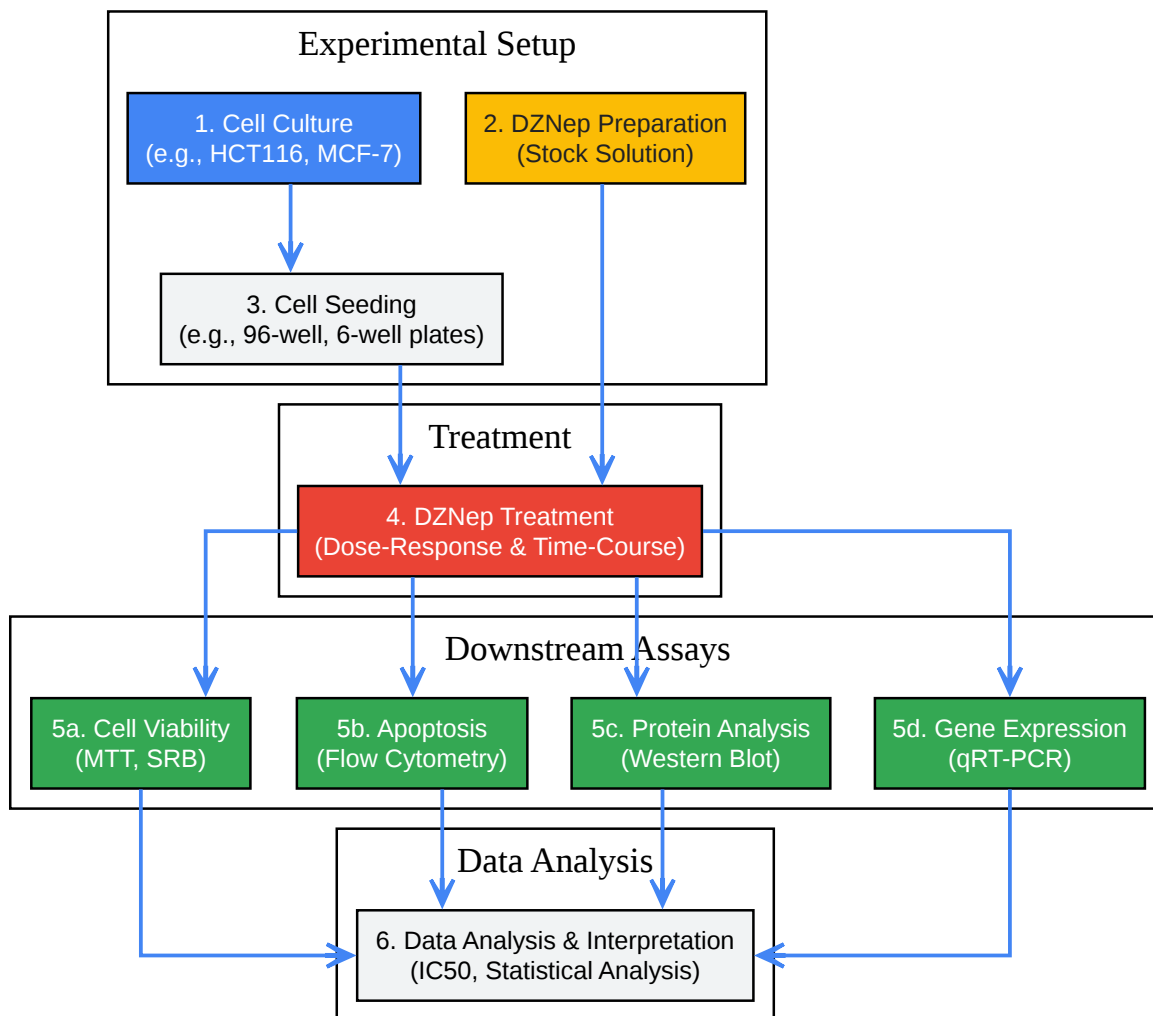 Experimental Setup
1. Cell Culture
(e.g., HCT116, MCF-7)
2. DZNep Preparation
(Stock Solution)
3. Cell Seeding
(e.g., 96-well, 6-well plates)
Treatment
4. DZNep Treatment
(Dose-Response & Time-Course)
Downstream Assays
5a. Cell Viability
(MTT, SRB)
5b. Apoptosis
(Flow Cytometry)
5c. Protein Analysis
(Western Blot)
5d. Gene Expression
(qRT-PCR)
Data Analysis
6. Data Analysis & Interpretation
(IC50, Statistical Analysis)